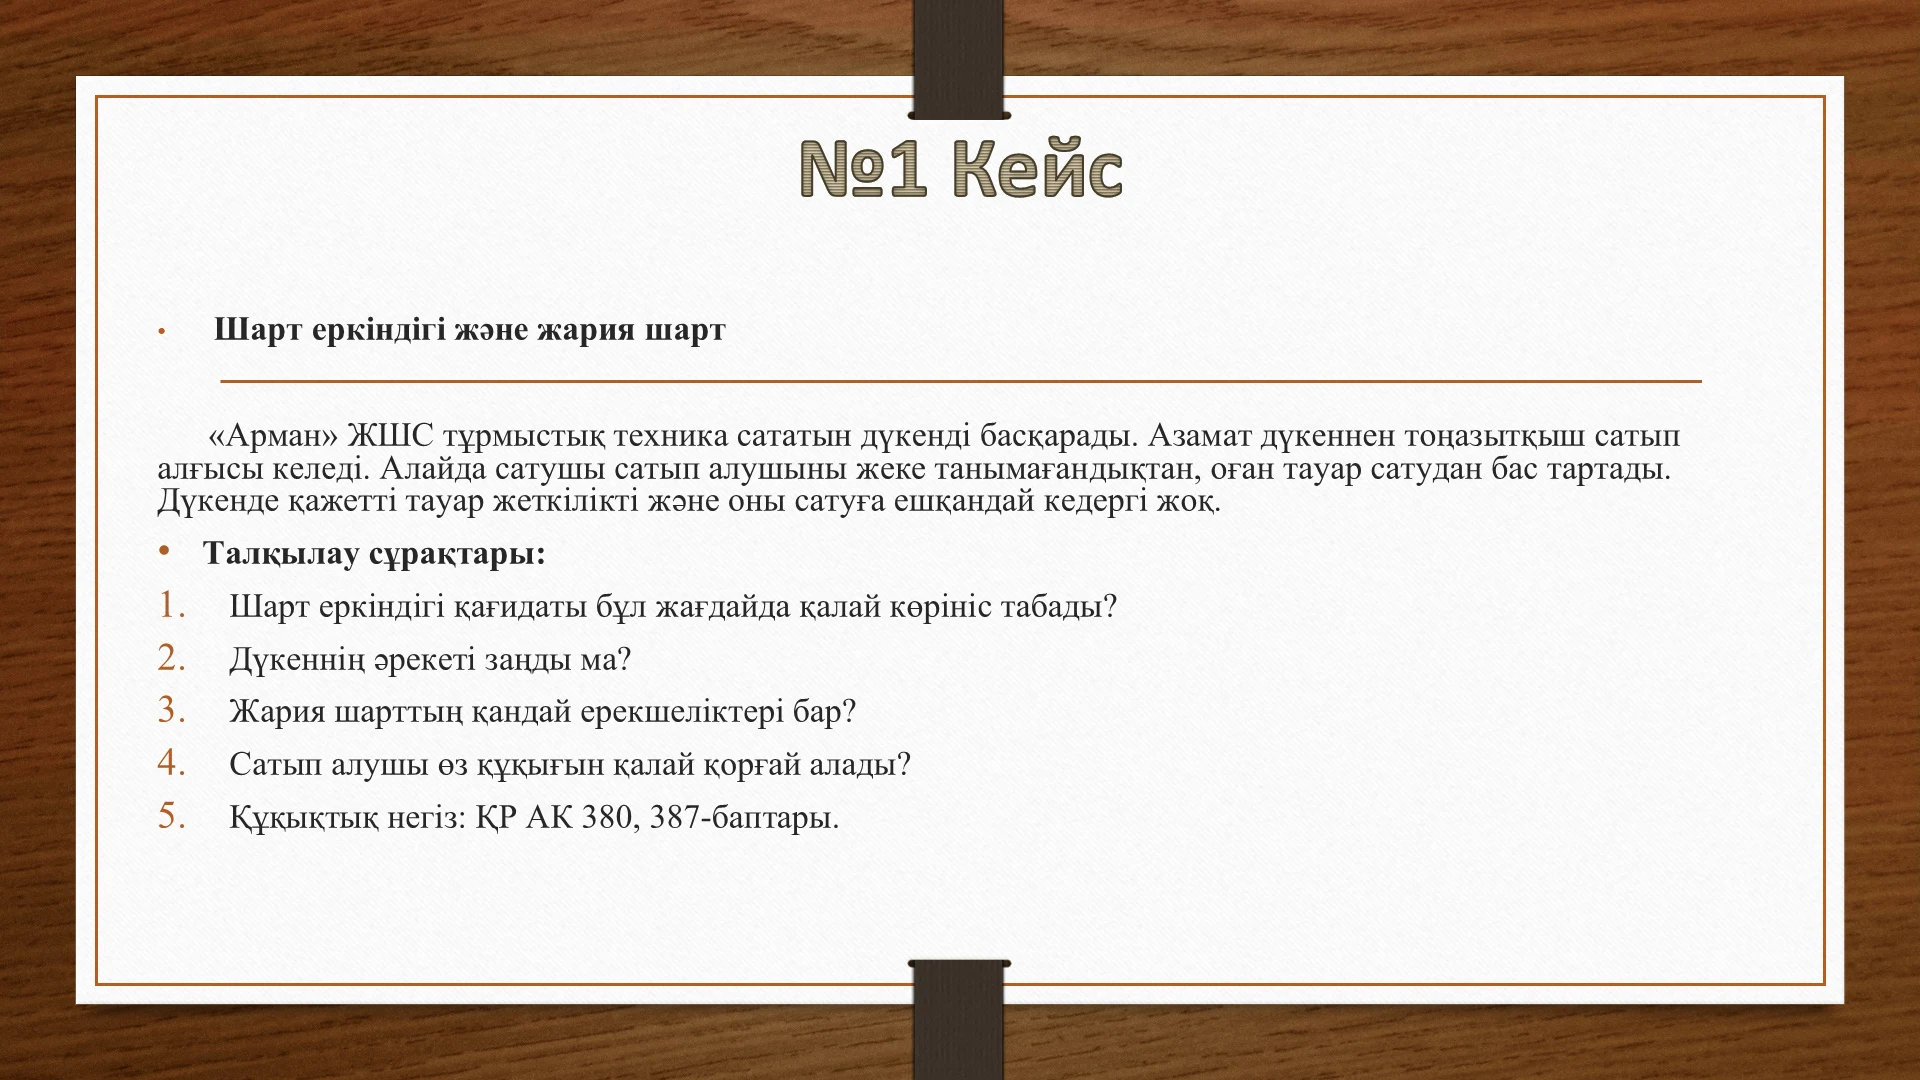 №1 Кейс
• Шарт еркіндігі және жария шарт
«Арман» ЖШС тұрмыстық техника сататын дүкенді басқарады. Азамат дүкеннен тоңазытқыш сатып
алғысы келеді. Алайда сатушы сатып алушыны жеке танымағандықтан, оған тауар сатудан бас тартады.
Дүкенде қажетті тауар жеткілікті және оны сатуға ешқандай кедергі жоқ.
• Талқылау сұрақтары:
1. Шарт еркіндігі қағидаты бұл жағдайда қалай көрініс табады?
2. Дүкеннің әрекеті заңды ма?
3. Жария шарттың қандай ерекшеліктері бар?
4. Сатып алушы өз құқығын қалай қорғай алады?
5. Құқықтық негіз: ҚР АК 380, 387-баптары.